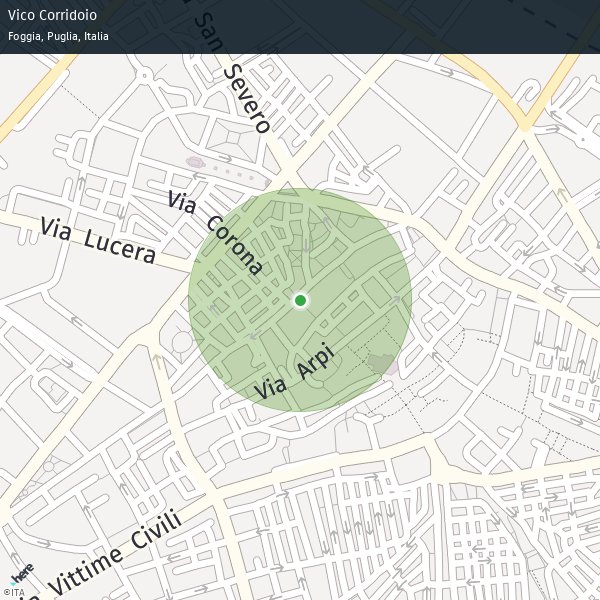 Vico Corridoio
Foggia, Puglia, Italia
San Severo
Via Corona
Via Lucera
Via Arpi
Vittime Civili
here
©ITA